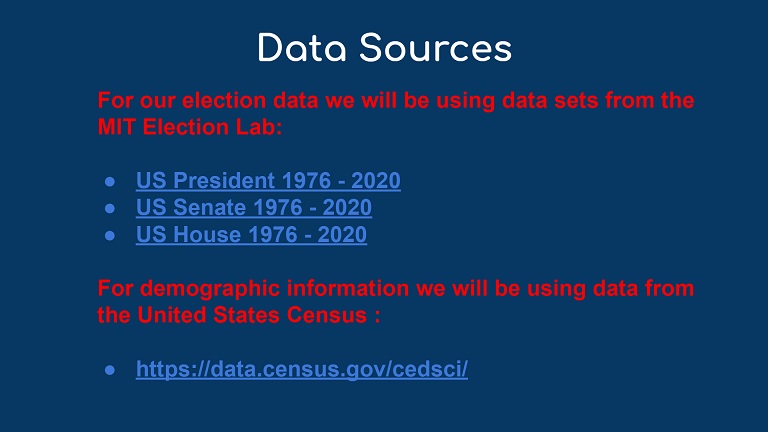 Data Sources
For our election data we will be using data sets from the
MIT Election Lab:
● US President 1976 - 2020
● US Senate 1976 - 2020
● US House 1976 - 2020
For demographic information we will be using data from
the United States Census :
● https://data.census.gov/cedsci/